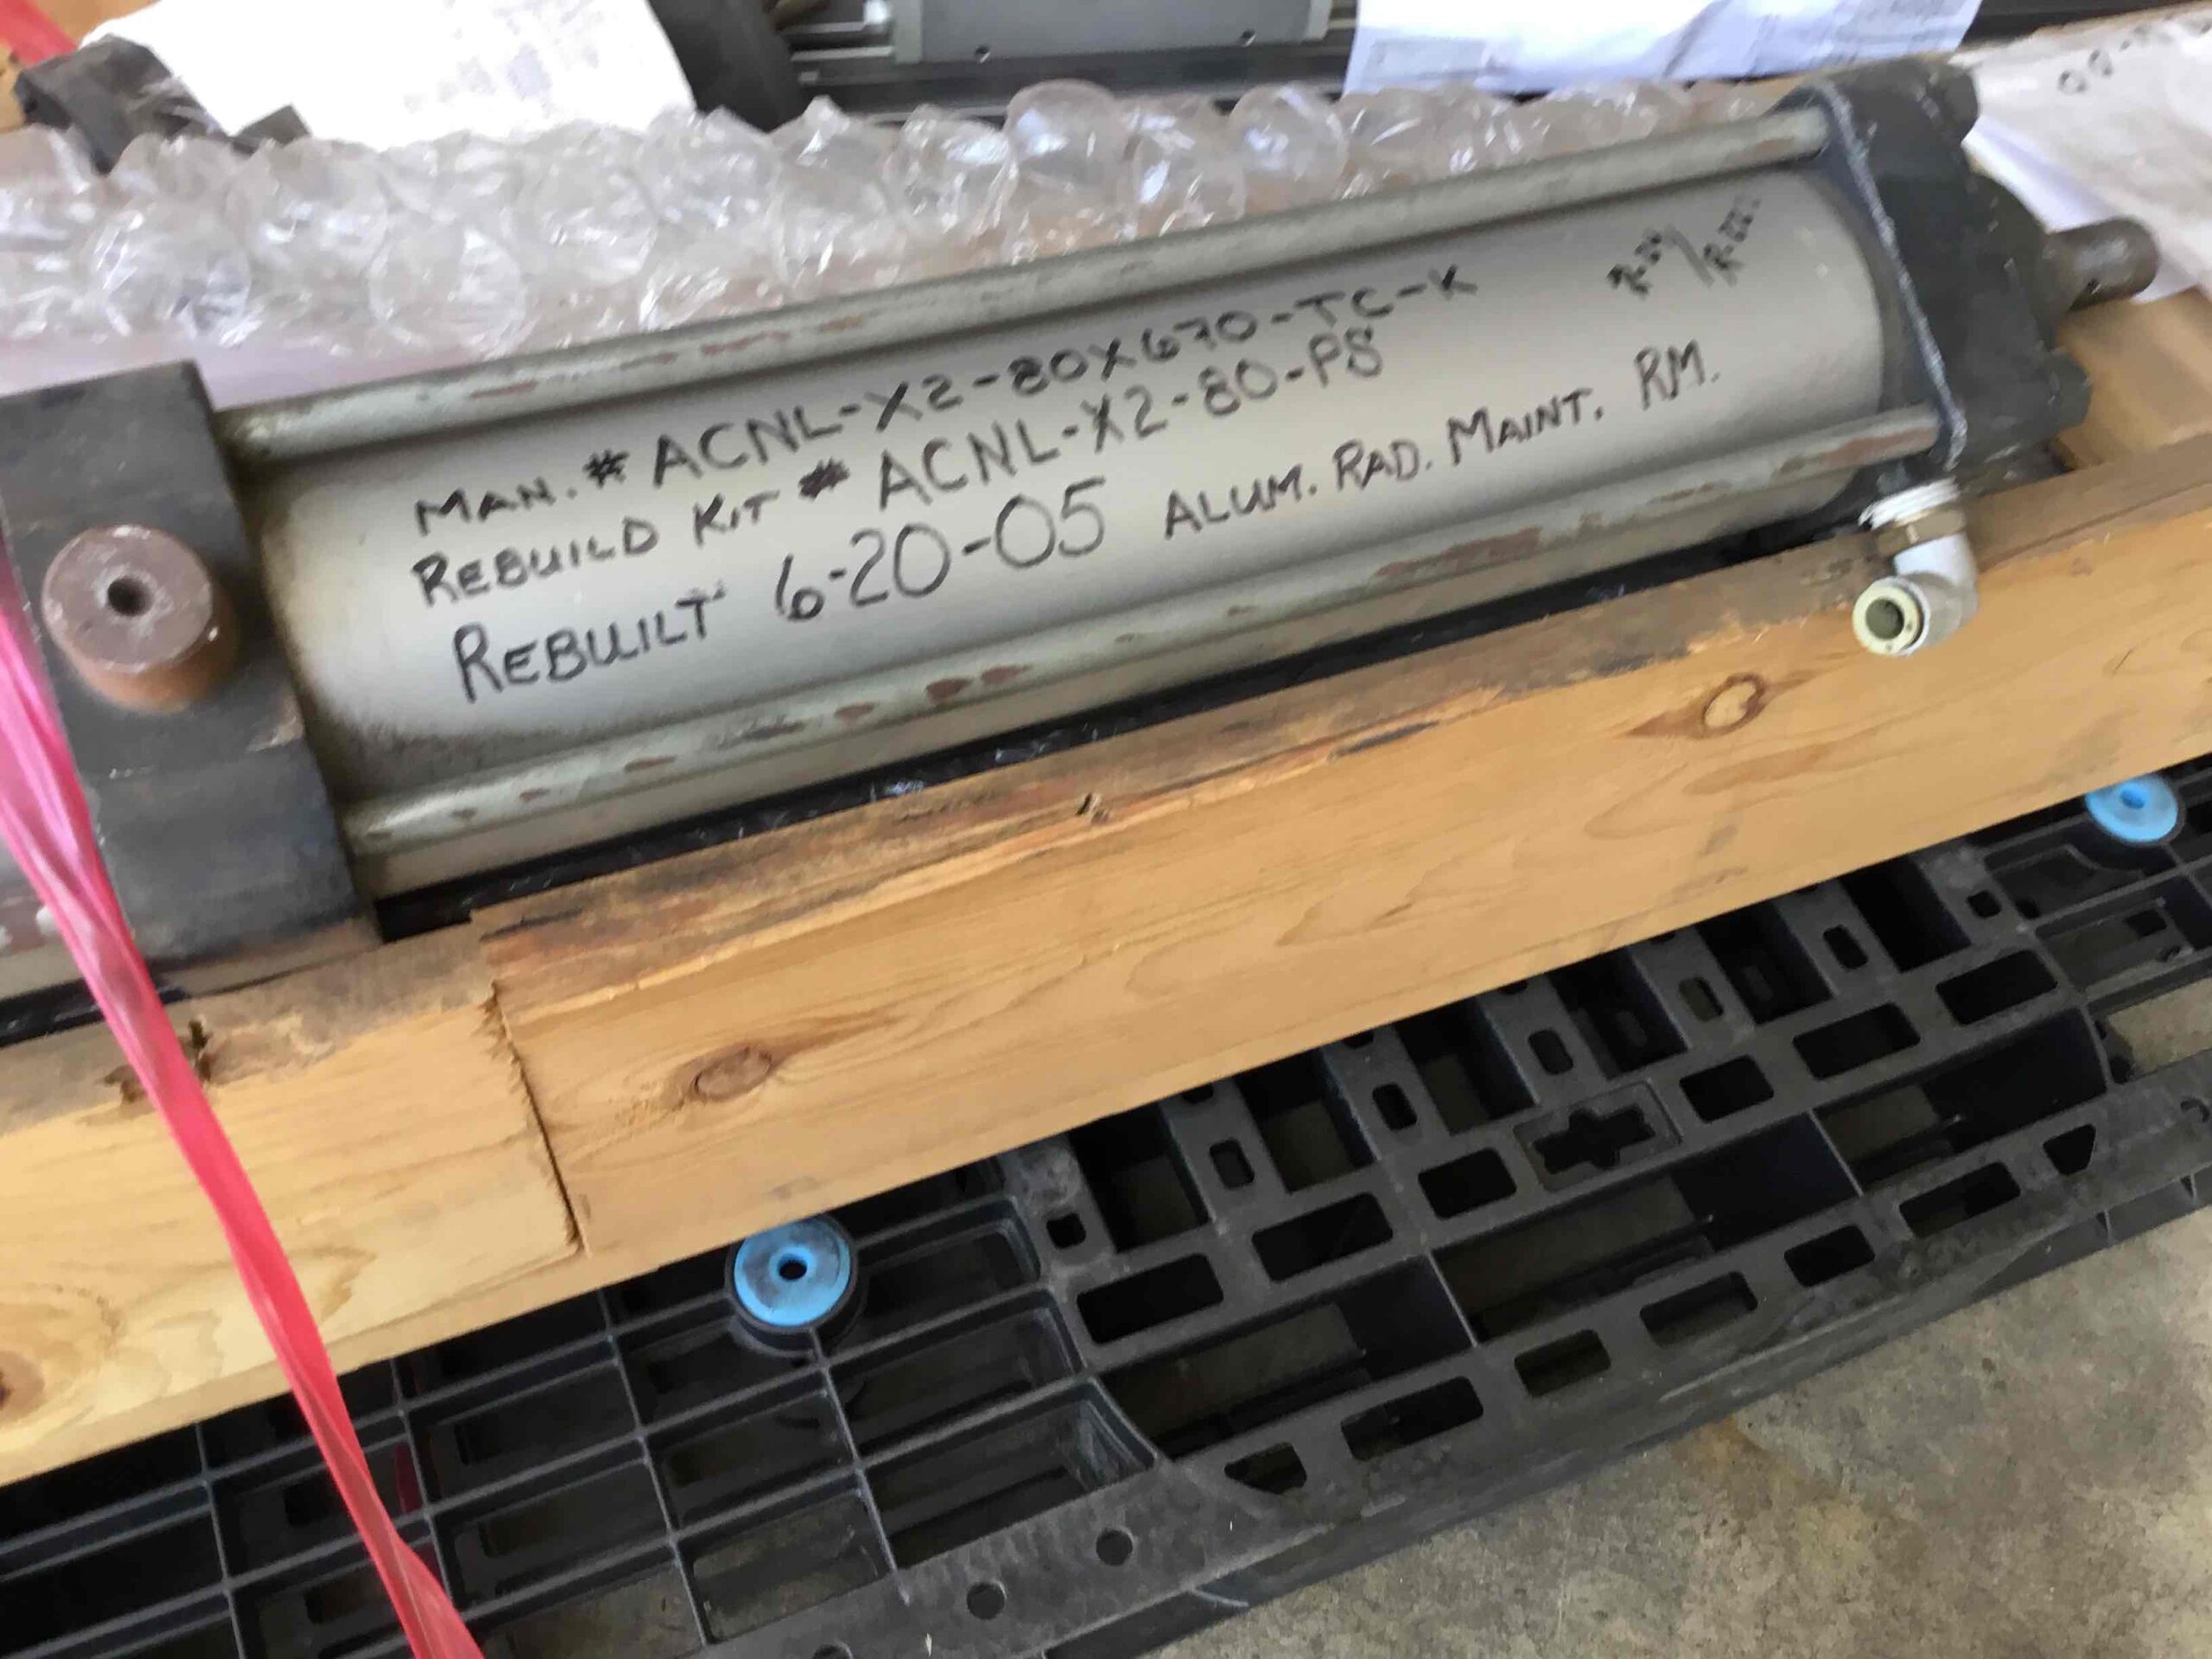 MAN. # ACNL-X2-80X670-TC-K
REBUILD KIT # ACNL-X2-80-PS
REBUILT 6-20-05 ALUM. RAD. MAINT. RM.